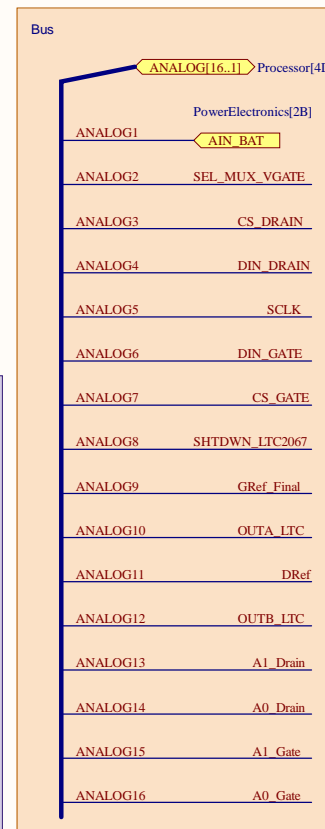 Bus
ANALOG[16..1] Processor[4D
PowerElectronics[2B]
ANALOG1 AIN_BAT
ANALOG2 SEL_MUX_VGATE
ANALOG3 CS_DRAIN
ANALOG4 DIN_DRAIN
ANALOG5 SCLK
ANALOG6 DIN_GATE
ANALOG7 CS_GATE
ANALOG8 SHTDWN_LTC2067
ANALOG9 GRef_Final
ANALOG10 OUTA_LTC
ANALOG11 DRef
ANALOG12 OUTB_LTC
ANALOG13 A1_Drain
ANALOG14 A0_Drain
ANALOG15 A1_Gate
ANALOG16 A0_Gate